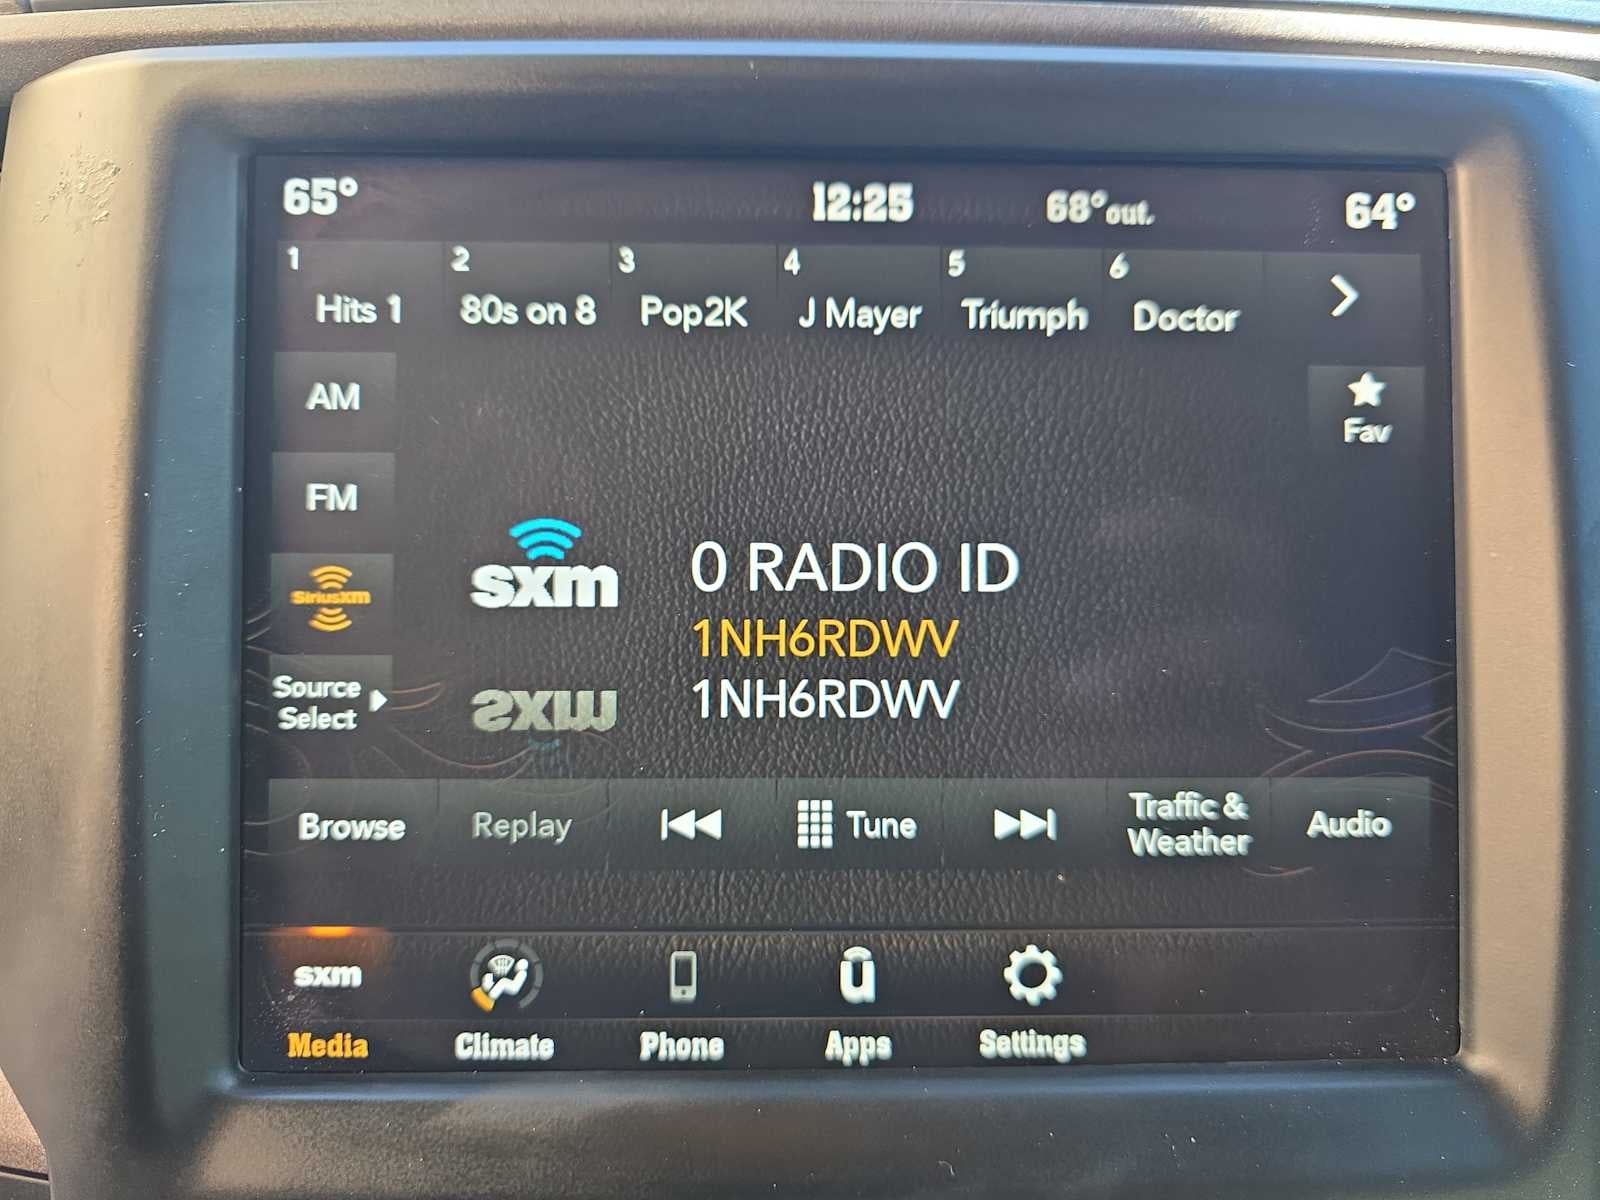 65° 12:25 68° out. 64°
1 2 3 4 5 6
Hits 1 80s on 8 Pop2K J Mayer Triumph Doctor
AM
Fav
FM
sxm
0 RADIO ID
SiriusXM
1NH6RDWV
1NH6RDWV
Source
Select
sxm
Browse Replay Tune Traffic &
Weather Audio
sxm
Media Climate Phone Apps Settings